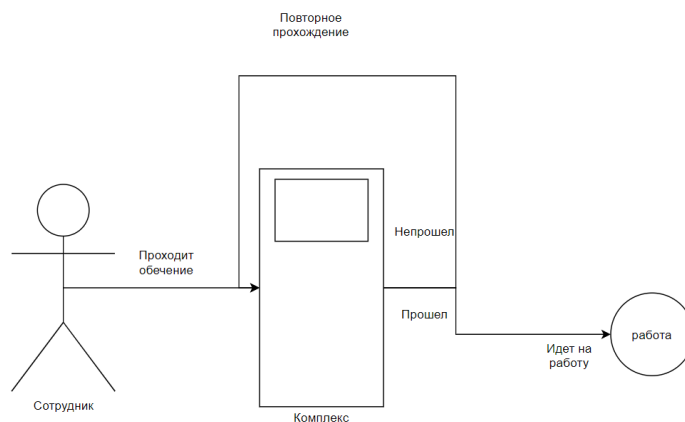 Повторное
прохождение
Непрошел
Проходит
обечение
Прошел
работа
Идет на
работу
Сотрудник
Комплекс